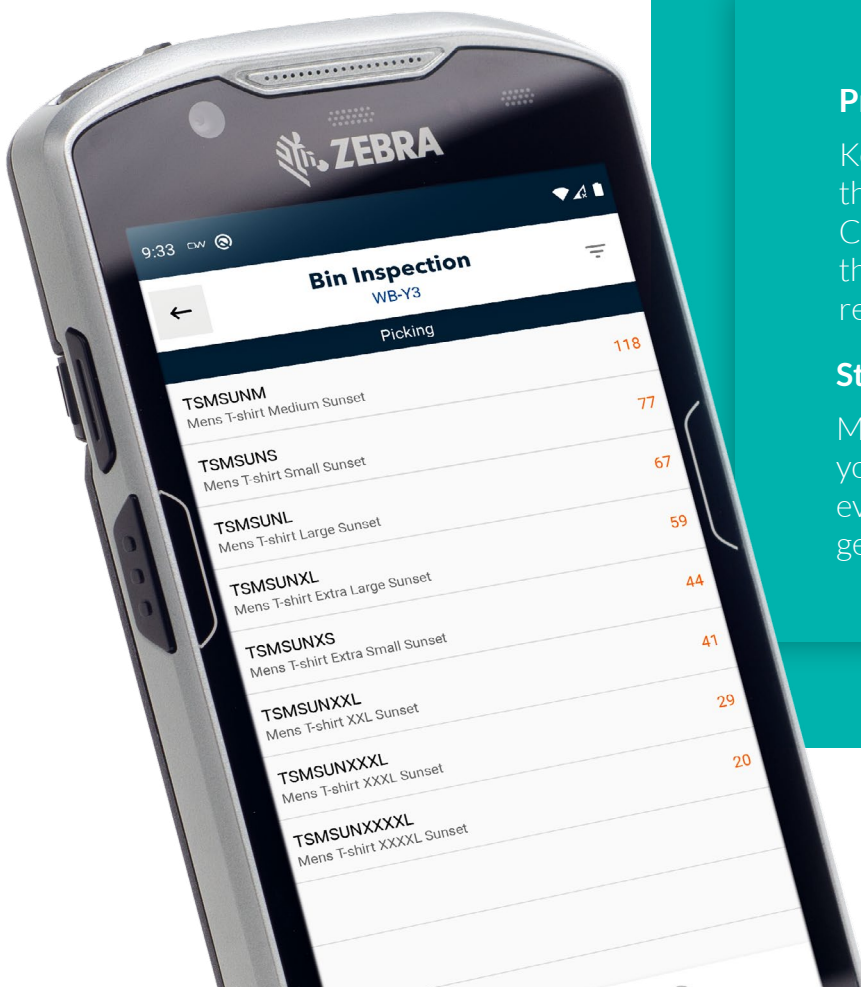 ZEBRA
9:33
Bin Inspection
WB-Y3
Picking
TSMSUNM 118
Mens T-shirt Medium Sunset
TSMSUNS 77
Mens T-shirt Small Sunset
TSMSUNL 67
Mens T-shirt Large Sunset
TSMSUNXL 59
Mens T-shirt Extra Large Sunset
TSMSUNXS 44
Mens T-shirt Extra Small Sunset
TSMSUNXXL 41
Mens T-shirt XXL Sunset
TSMSUNXXXL 29
Mens T-shirt XXXL Sunset
TSMSUNXXXXL 20
Mens T-shirt XXXXL Sunset